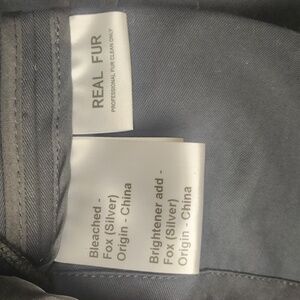 REAL FUR
PROFESSIONAL FUR CLEAN ONLY
Bleached -
Fox (Silver)
Origin - China
Brightener add -
Fox (Silver)
Origin - China